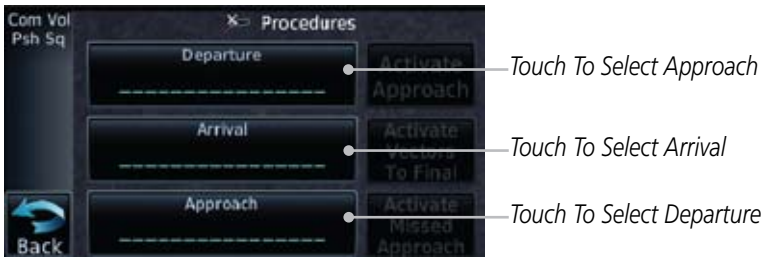 Com Vol
Psh Sq
Procedures
Departure
Activate
Approach
Touch To Select Approach
Arrival
Activate
Vectors
To Final
Touch To Select Arrival
Approach
Activate
Missed
Approach
Touch To Select Departure
Back